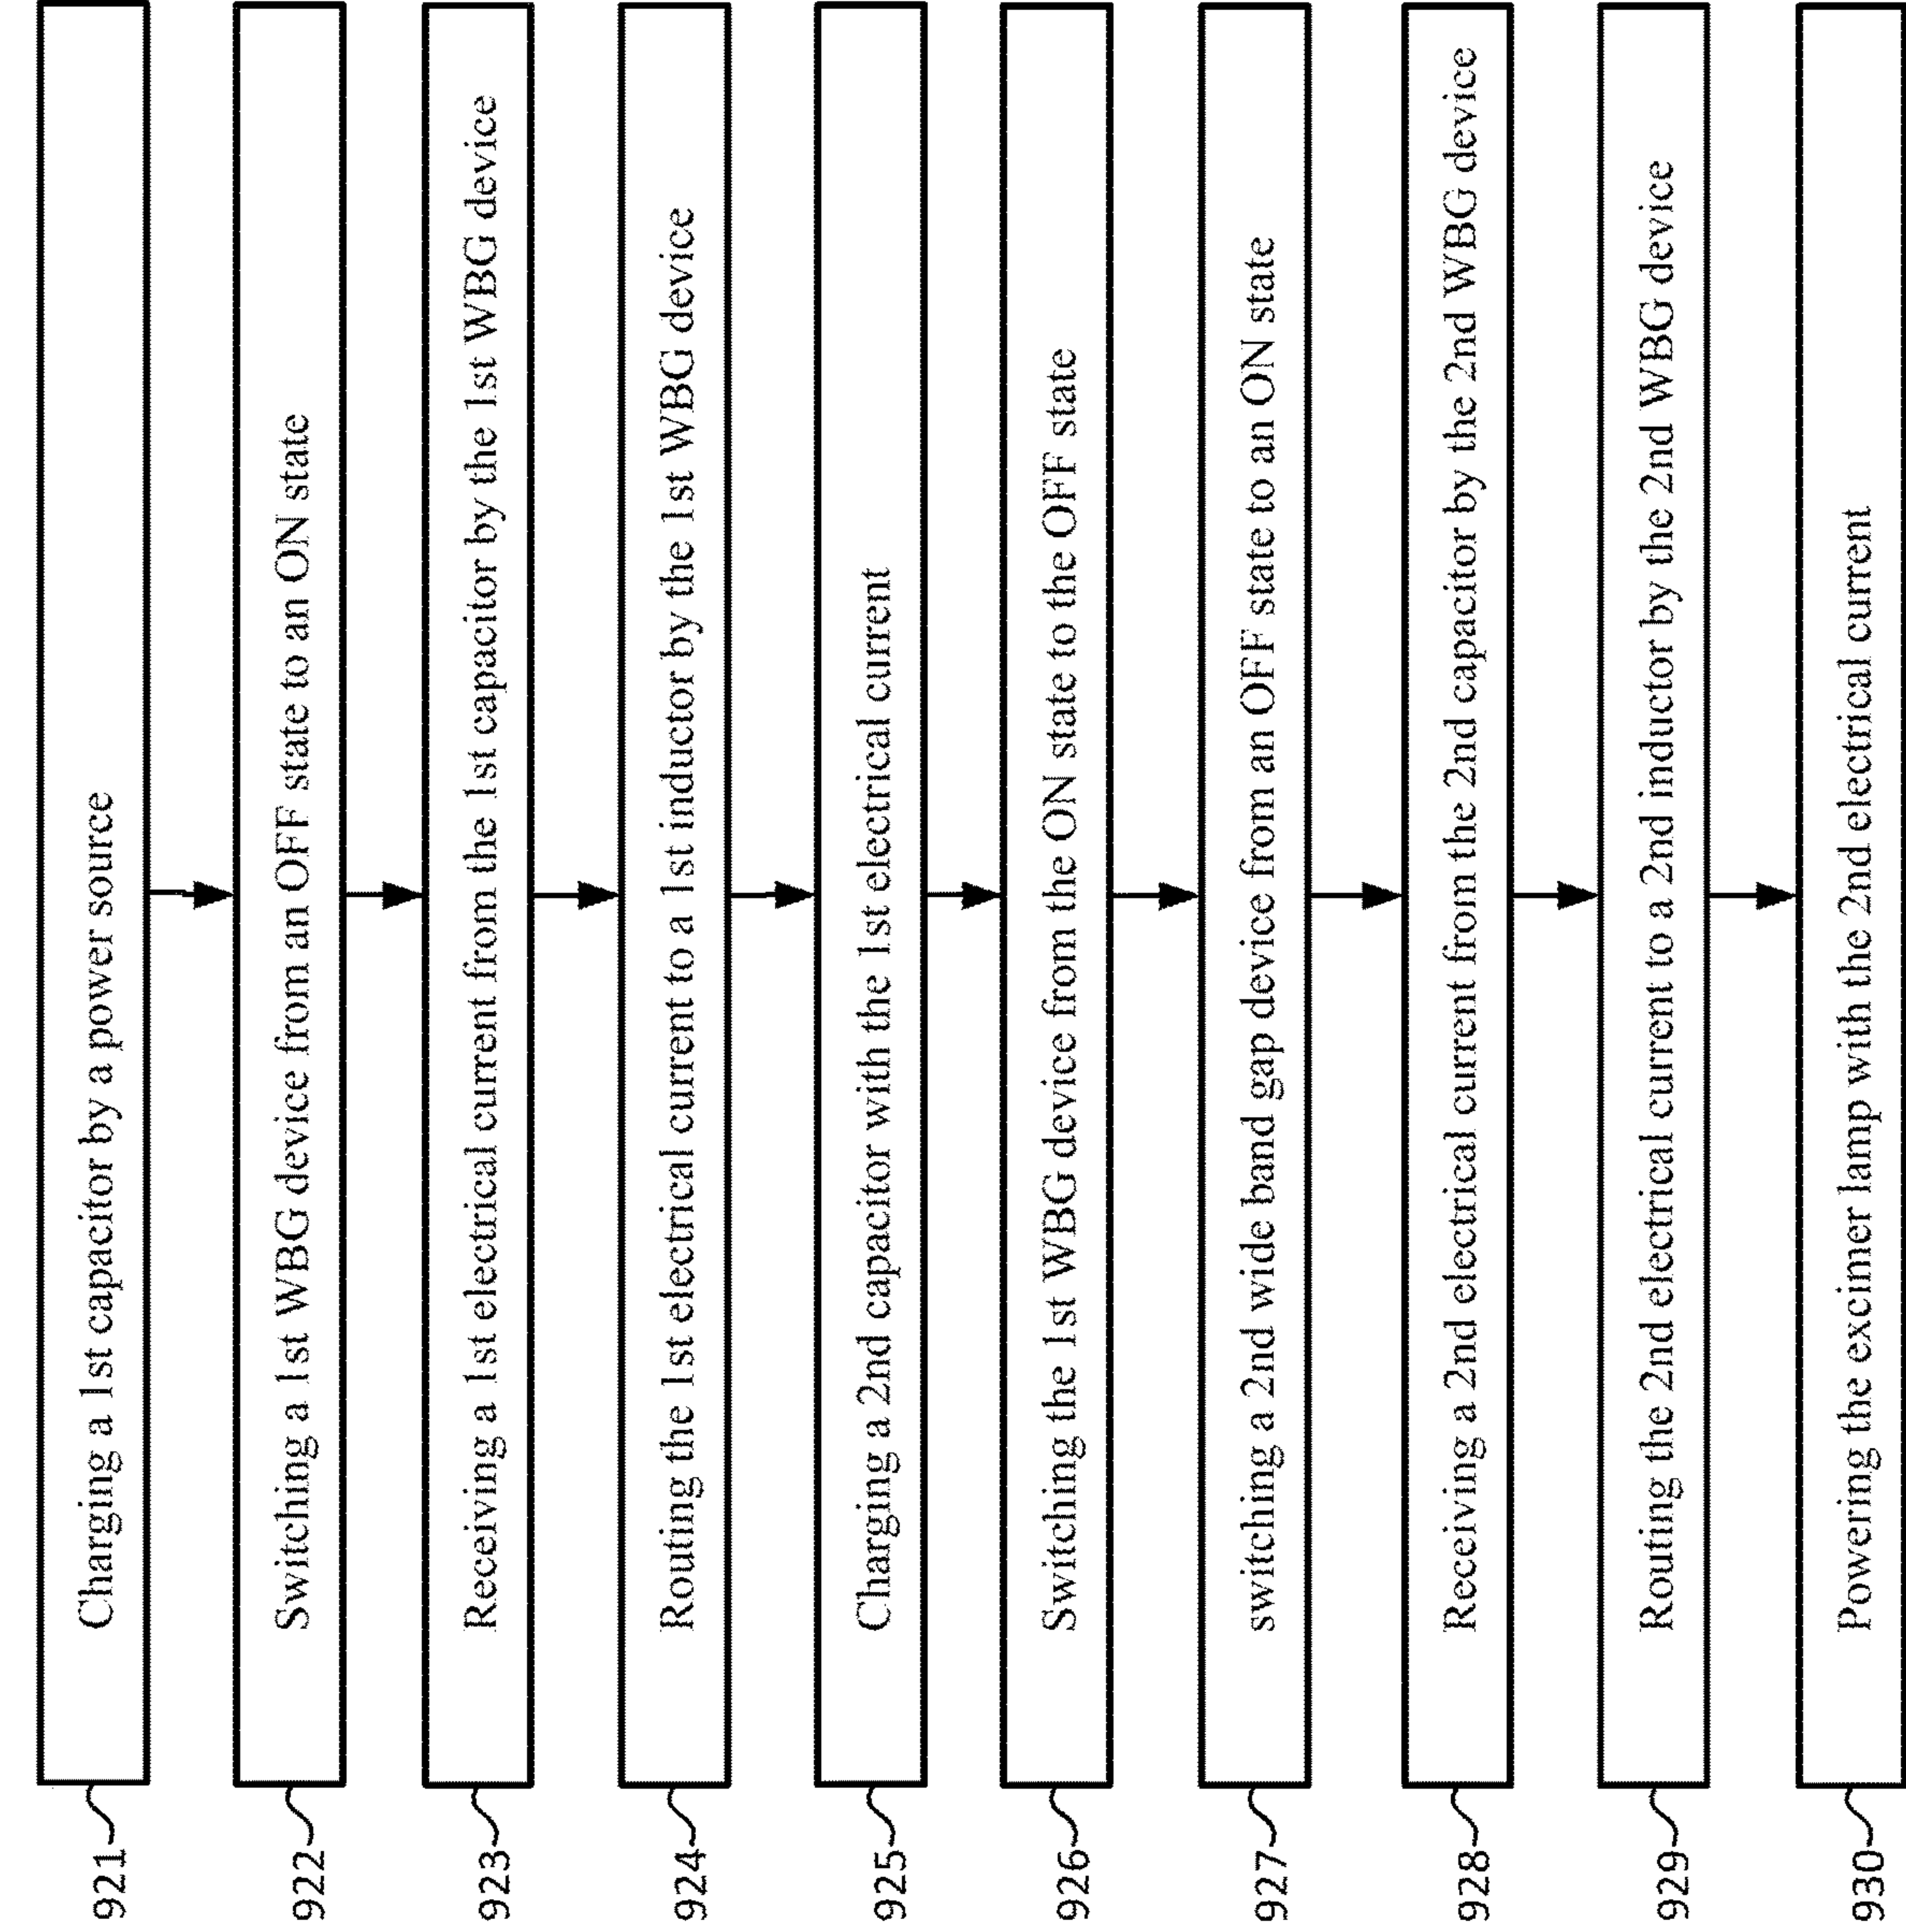 921 Charging a 1st capacitor by a power source
922 Switching a 1st WBG device from an OFF state to an ON state
923 Receiving a 1st electrical current from the 1st capacitor by the 1st WBG device
924 Routing the 1st electrical current to a 1st inductor by the 1st WBG device
925 Charging a 2nd capacitor with the 1st electrical current
926 Switching the 1st WBG device from the ON state to the OFF state
927 switching a 2nd wide band gap device from an OFF state to an ON state
928 Receiving a 2nd electrical current from the 2nd capacitor by the 2nd WBG device
929 Routing the 2nd electrical current to a 2nd inductor by the 2nd WBG device
930 Powering the excimer lamp with the 2nd electrical current